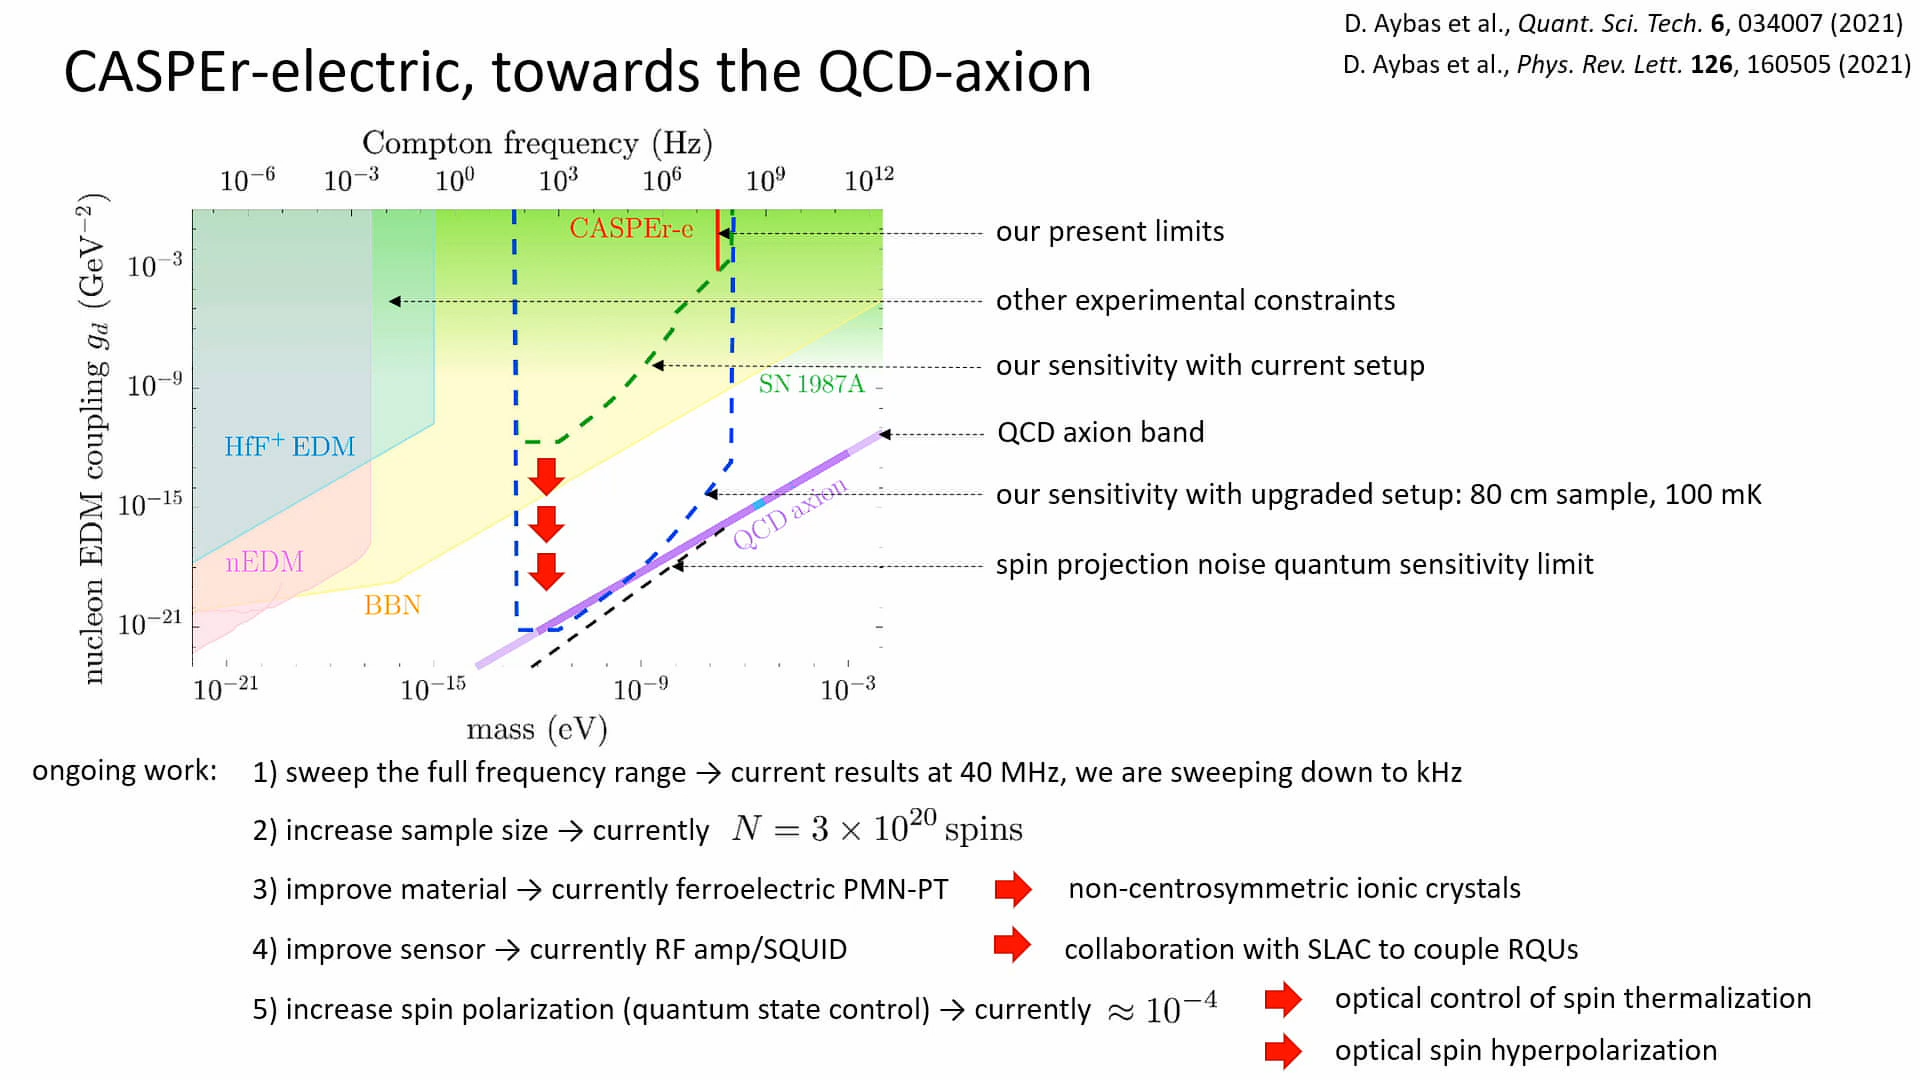 D. Aybas et al., Quant. Sci. Tech. 6, 034007 (2021)
CASPEr-electric, towards the QCD-axion
D. Aybas et al., Phys. Rev. Lett. 126, 160505 (2021)
Compton frequency (Hz)
10⁻⁶ 10⁻³ 10⁰ 10³ 10⁶ 10⁹ 10¹²
nucleon EDM coupling g_d (GeV⁻²)
10⁻³
10⁻⁹
10⁻¹⁵
10⁻²¹
CASPEr-e
SN 1987A
HfF⁺ EDM
QCD axion
nEDM
BBN
10⁻²¹ 10⁻¹⁵ 10⁻⁹ 10⁻³
mass (eV)
our present limits
other experimental constraints
our sensitivity with current setup
QCD axion band
our sensitivity with upgraded setup: 80 cm sample, 100 mK
spin projection noise quantum sensitivity limit
ongoing work: 1) sweep the full frequency range → current results at 40 MHz, we are sweeping down to kHz
2) increase sample size → currently N = 3 × 10²⁰ spins
3) improve material → currently ferroelectric PMN-PT non-centrosymmetric ionic crystals
4) improve sensor → currently RF amp/SQUID collaboration with SLAC to couple RQUs
5) increase spin polarization (quantum state control) → currently ≈ 10⁻⁴ optical control of spin thermalization
optical spin hyperpolarization